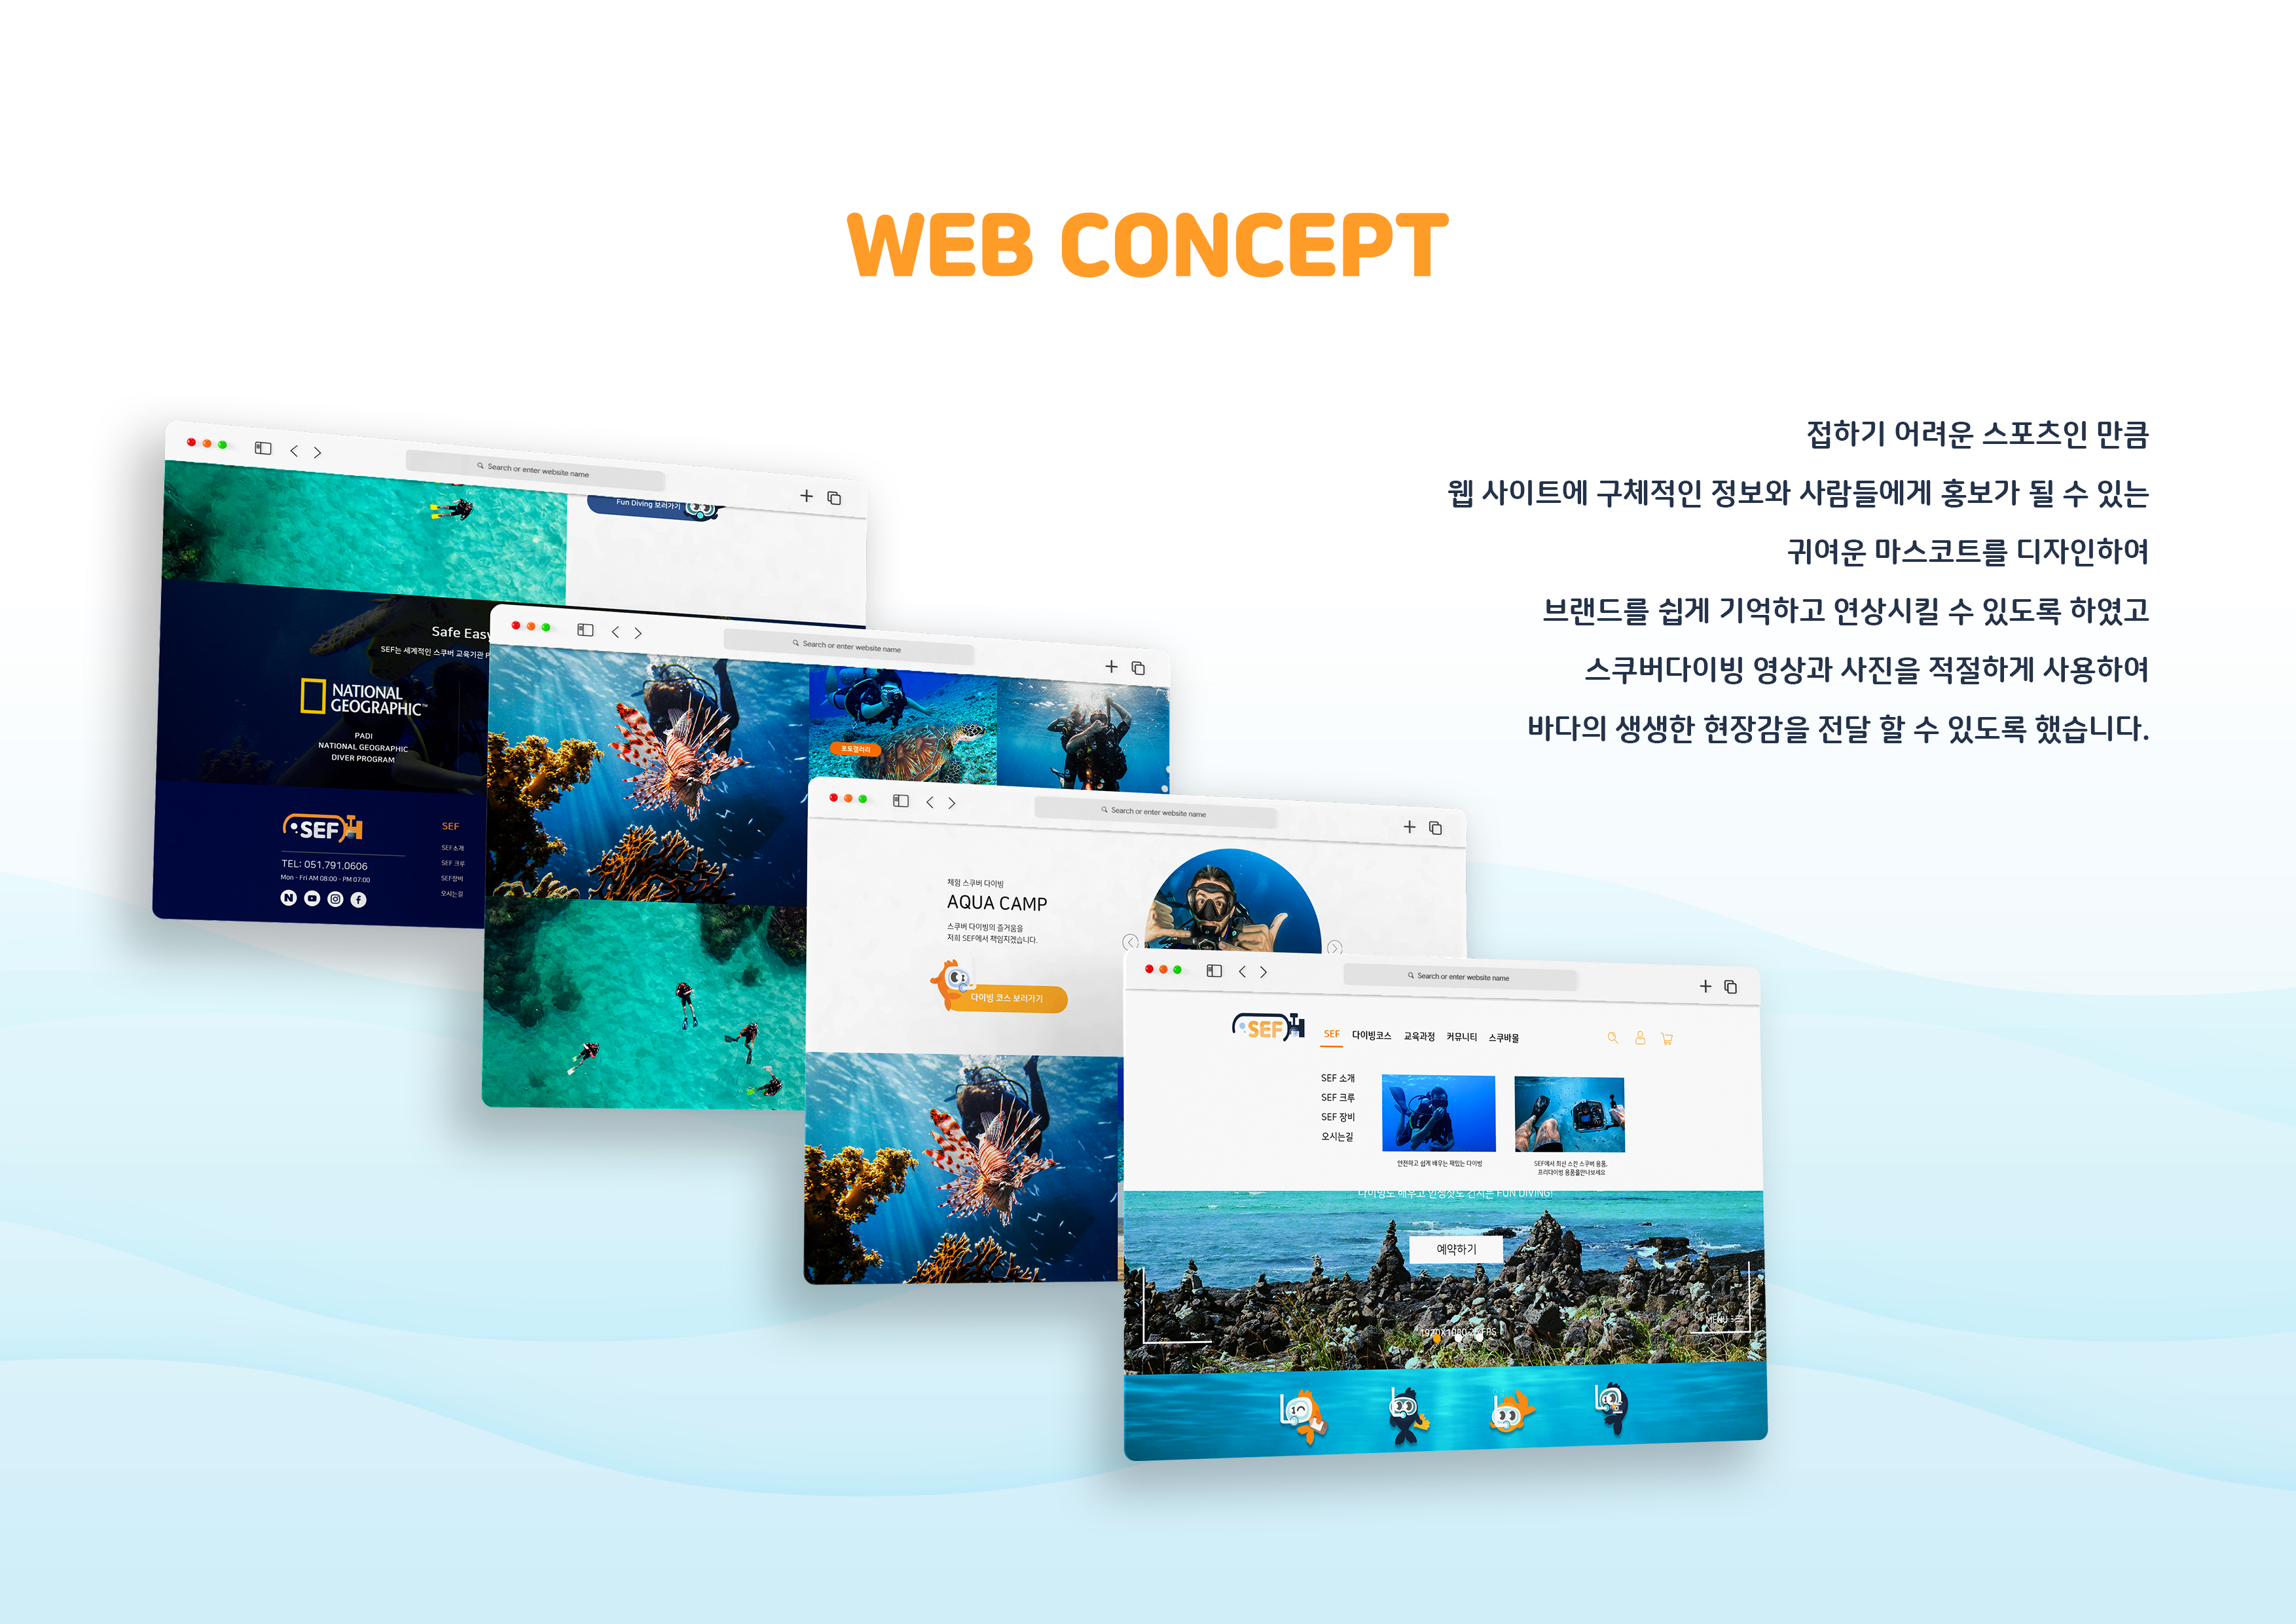 WEB CONCEPT
접하기 어려운 스포츠인 만큼
웹 사이트에 구체적인 정보와 사람들에게 홍보가 될 수 있는
귀여운 마스코트를 디자인하여
브랜드를 쉽게 기억하고 연상시킬 수 있도록 하였고
스쿠버다이빙 영상과 사진을 적절하게 사용하여
바다의 생생한 현장감을 전달 할 수 있도록 했습니다.
Search or enter website name
Fun Diving 보러가기
Safe Easy
SEF는 세계적인 스쿠버 교육기관 P
NATIONAL
GEOGRAPHIC™
PADI
NATIONAL GEOGRAPHIC
DIVER PROGRAM
SEF
TEL: 051.791.0606
Mon - Fri AM 08:00 - PM 07:00
SEF
SEF소개
SEF 크루
SEF장비
오시는길
Search or enter website name
포토갤러리
Search or enter website name
체험 스쿠버 다이빙
AQUA CAMP
스쿠버 다이빙의 즐거움을
저희 SEF에서 책임지겠습니다.
다이빙 코스 보러가기
Search or enter website name
SEF
SEF 다이빙코스 교육과정 커뮤니티 스쿠바몰
SEF 소개
SEF 크루
SEF 장비
오시는길
안전하고 쉽게 배우는 재밌는 다이빙
SEF에서 최신 스킨 스쿠버 용품,
프리다이빙 용품을만나보세요
다이빙도 배우고 인생샷도 건지는 FUN DIVING!
예약하기
MENU